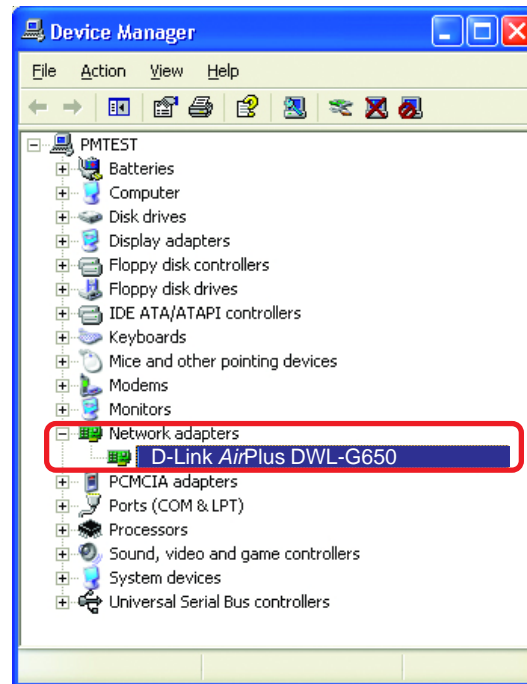 Device Manager
File Action View Help
PMTEST
Batteries
Computer
Disk drives
Display adapters
Floppy disk controllers
Floppy disk drives
IDE ATA/ATAPI controllers
Keyboards
Mice and other pointing devices
Modems
Monitors
Network adapters
D-Link AirPlus DWL-G650
PCMCIA adapters
Ports (COM & LPT)
Processors
Sound, video and game controllers
System devices
Universal Serial Bus controllers